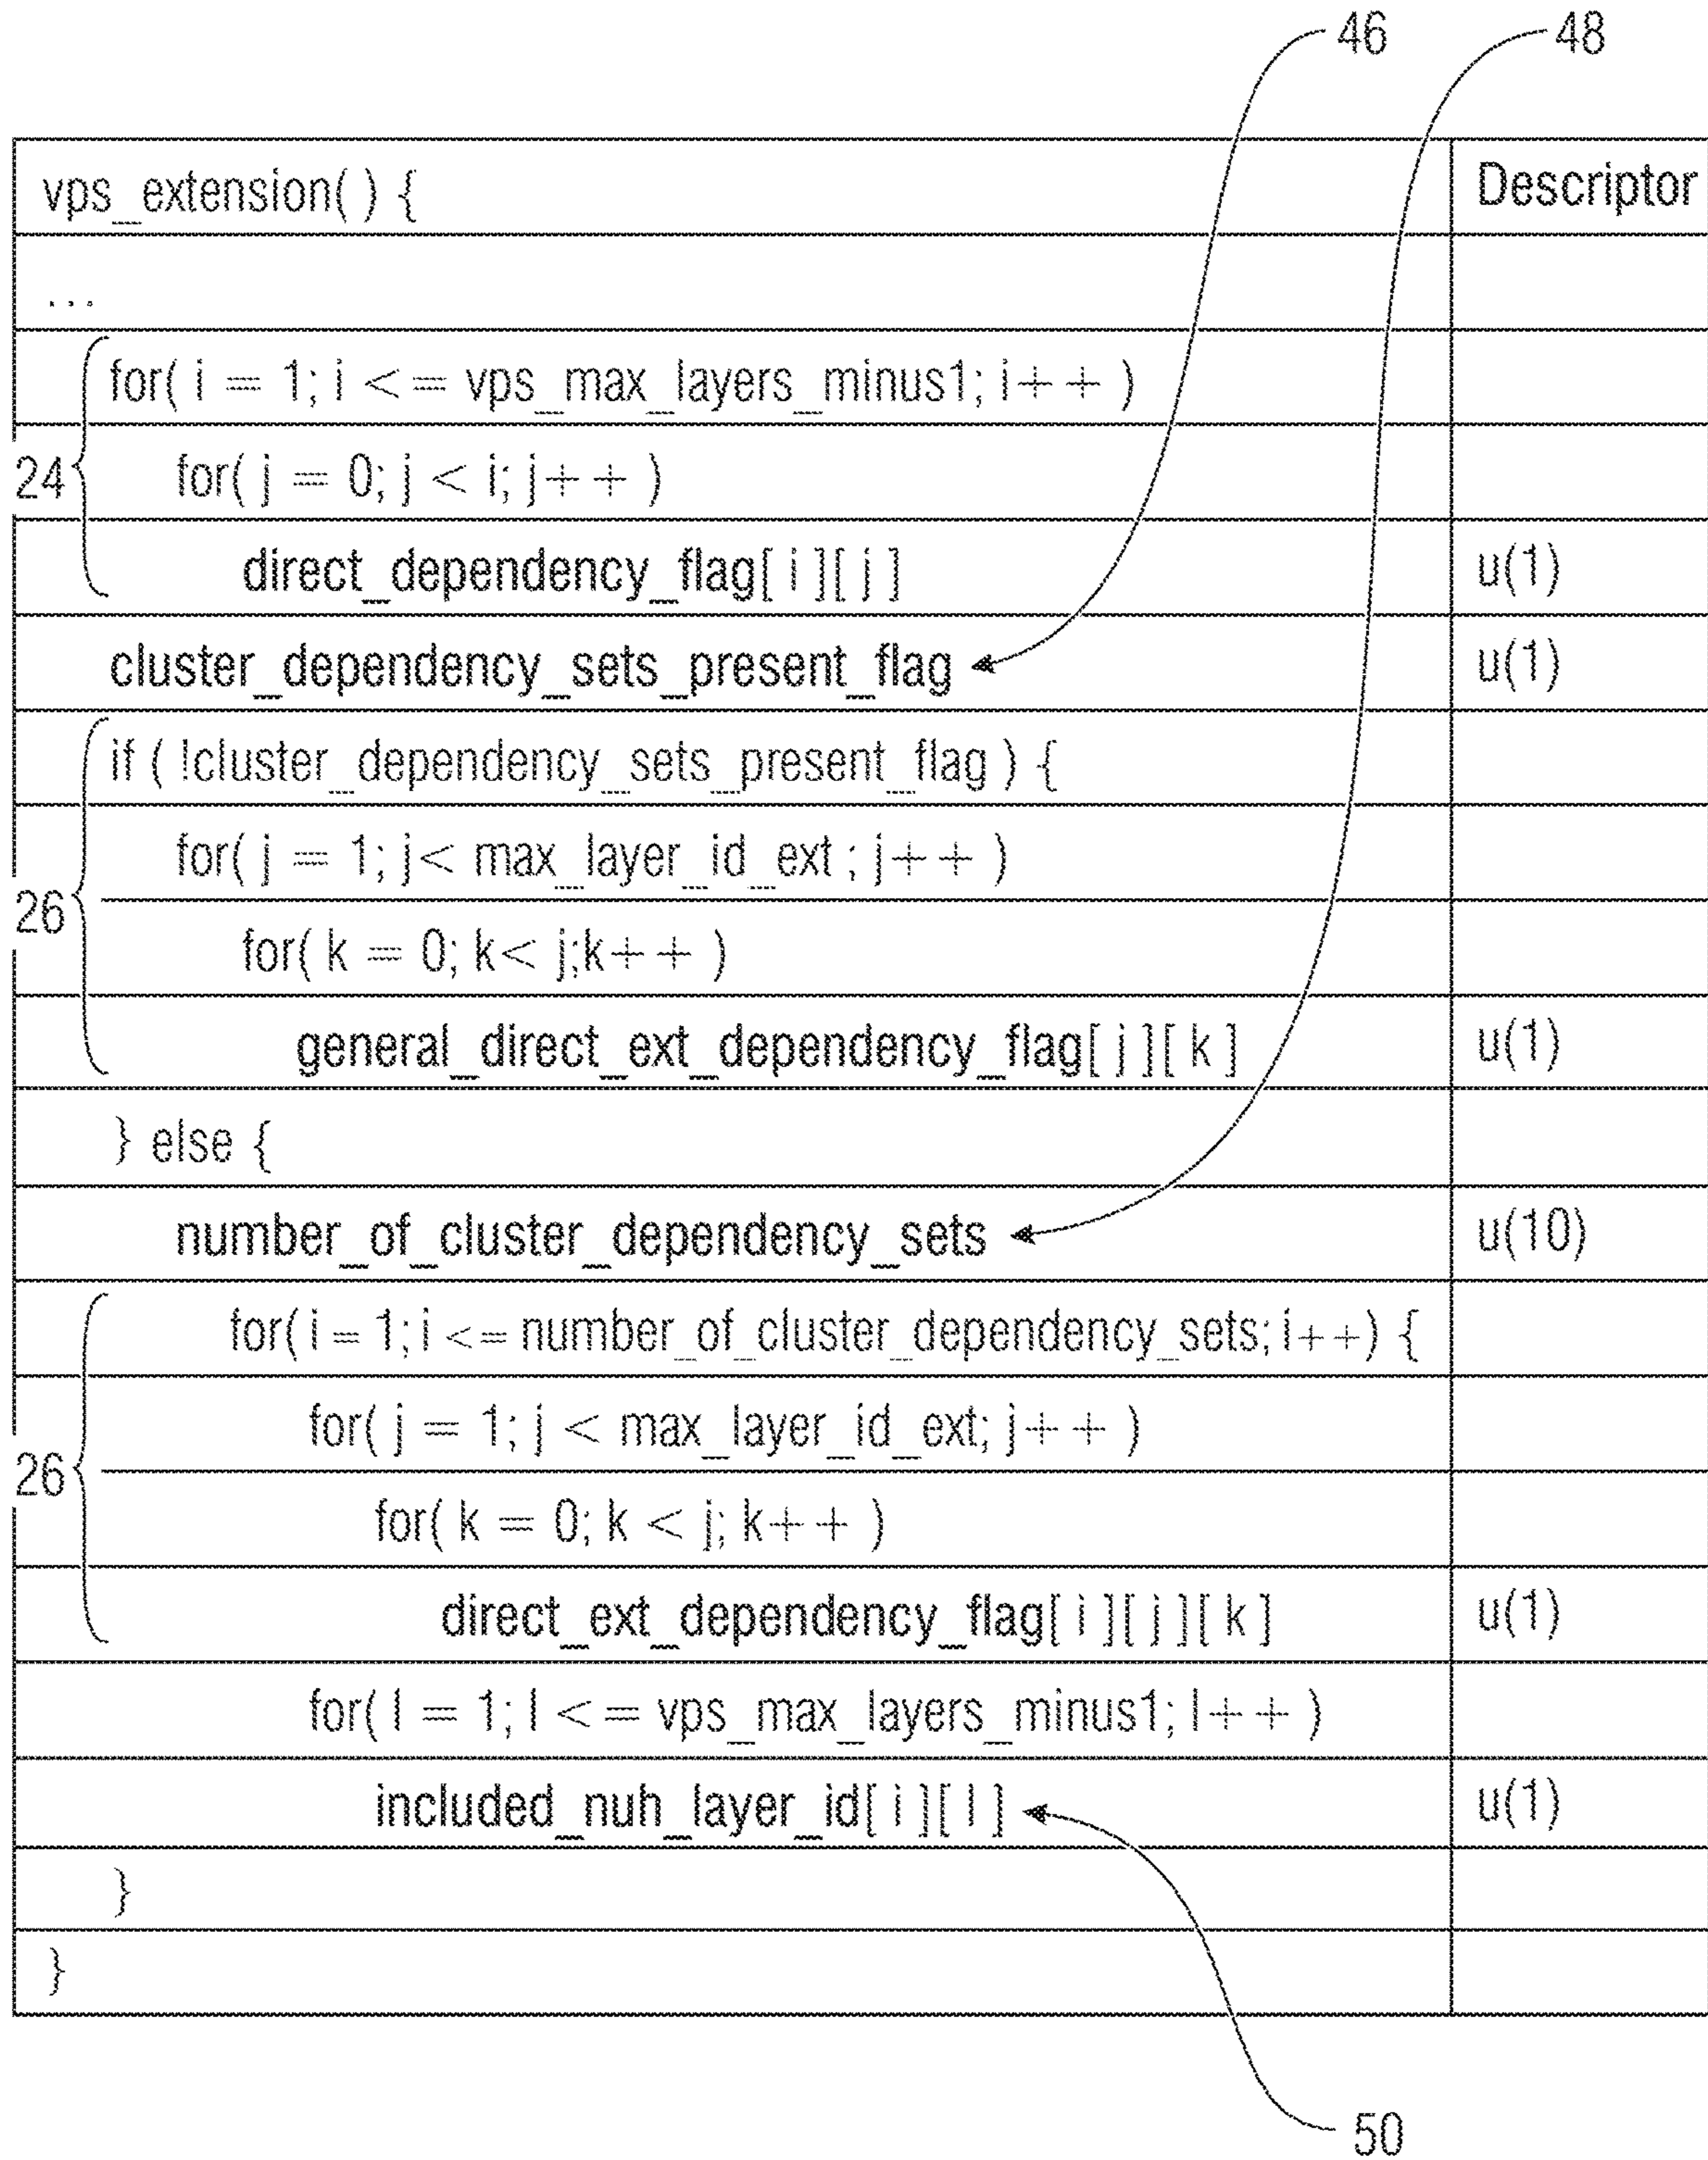 46 48
vps_extension( ) { Descriptor
...
for( i = 1; i < = vps_max_layers_minus1; i+ + )
24 for( j = 0; j < i; j+ + )
direct_dependency_flag[ i ][ j ] u(1)
cluster_dependency_sets_present_flag u(1)
if ( !cluster_dependency_sets_present_flag ) {
for( j = 1; j< max_layer_id_ext ; j+ + )
26
for( k = 0; k< j;k+ + )
general_direct_ext_dependency_flag[ j ][ k ] u(1)
} else {
number_of_cluster_dependency_sets u(10)
for( i = 1; i <= number_of_cluster_dependency_sets; i++) {
for( j = 1; j < max_layer_id_ext; j+ + )
26
for( k = 0; k < j; k+ + )
direct_ext_dependency_flag[ i ][ j ][ k ] u(1)
for( l = 1; l < = vps_max_layers_minus1; l+ + )
included_nuh_layer_id[ i ][ l ] u(1)
}
}
50